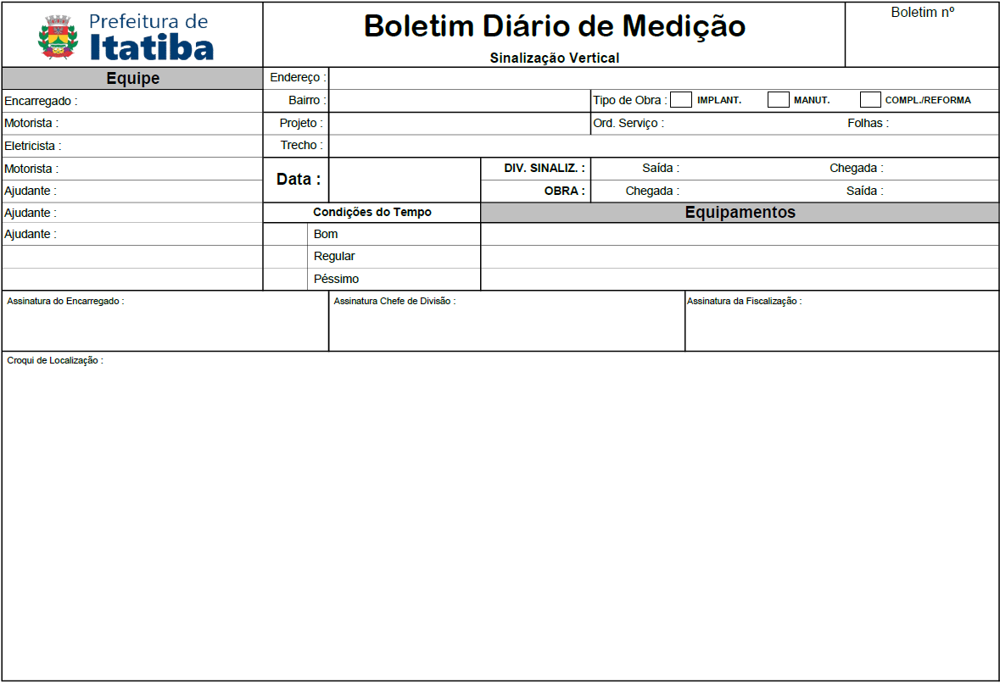 Prefeitura de
Itatiba
Boletim Diário de Medição
Sinalização Vertical
Boletim nº
Equipe
Encarregado :
Motorista :
Eletricista :
Motorista :
Ajudante :
Ajudante :
Ajudante :
Endereço :
Bairro :
Tipo de Obra : IMPLANT. MANUT. COMPL./REFORMA
Projeto :
Ord. Serviço : Folhas :
Trecho :
Data :
DIV. SINALIZ. : Saída : Chegada :
OBRA : Chegada : Saída :
Condições do Tempo
Bom
Regular
Péssimo
Equipamentos
Assinatura do Encarregado :
Assinatura Chefe de Divisão :
Assinatura da Fiscalização :
Croqui de Localização :